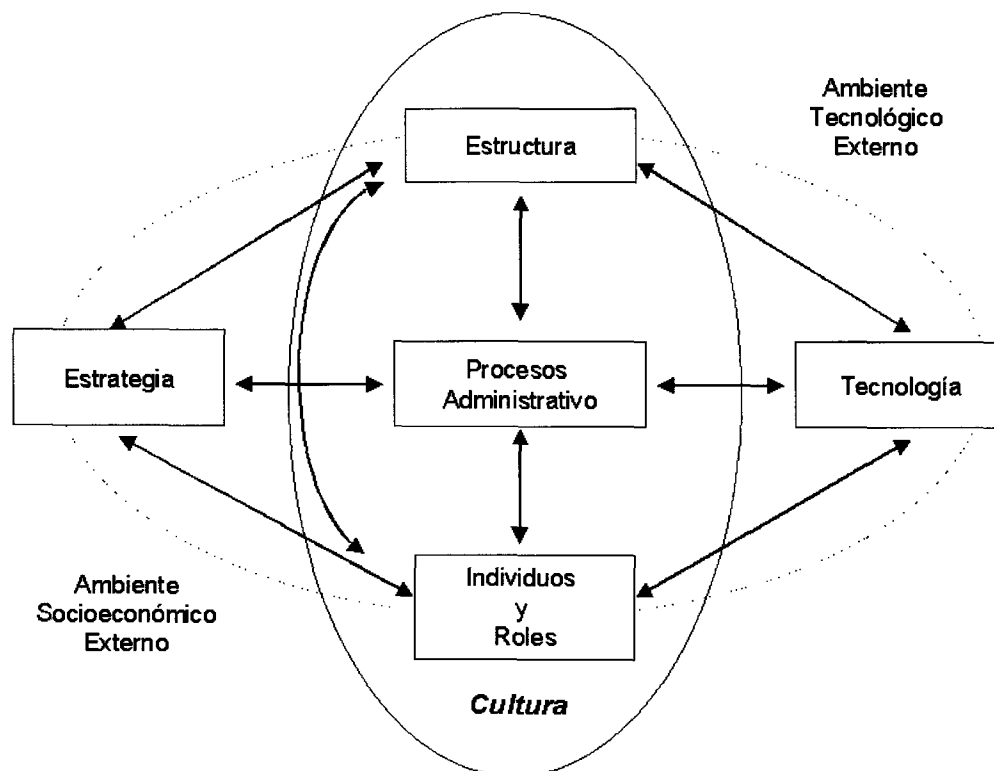 Ambiente
Tecnológico
Externo
Estructura
Estrategia
Procesos
Administrativo
Tecnología
Individuos
y
Roles
Ambiente
Socioeconómico
Externo
Cultura